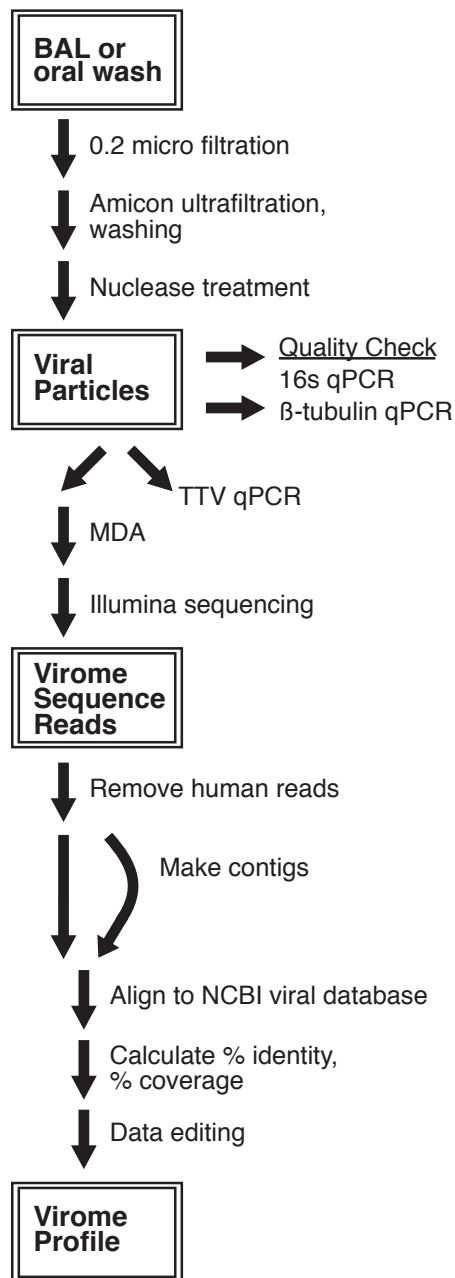 BAL or
oral wash
0.2 micro filtration
Amicon ultrafiltration,
washing
Nuclease treatment
Viral
Particles
Quality Check
16s qPCR
ß-tubulin qPCR
TTV qPCR
MDA
Illumina sequencing
Virome
Sequence
Reads
Remove human reads
Make contigs
Align to NCBI viral database
Calculate % identity,
% coverage
Data editing
Virome
Profile